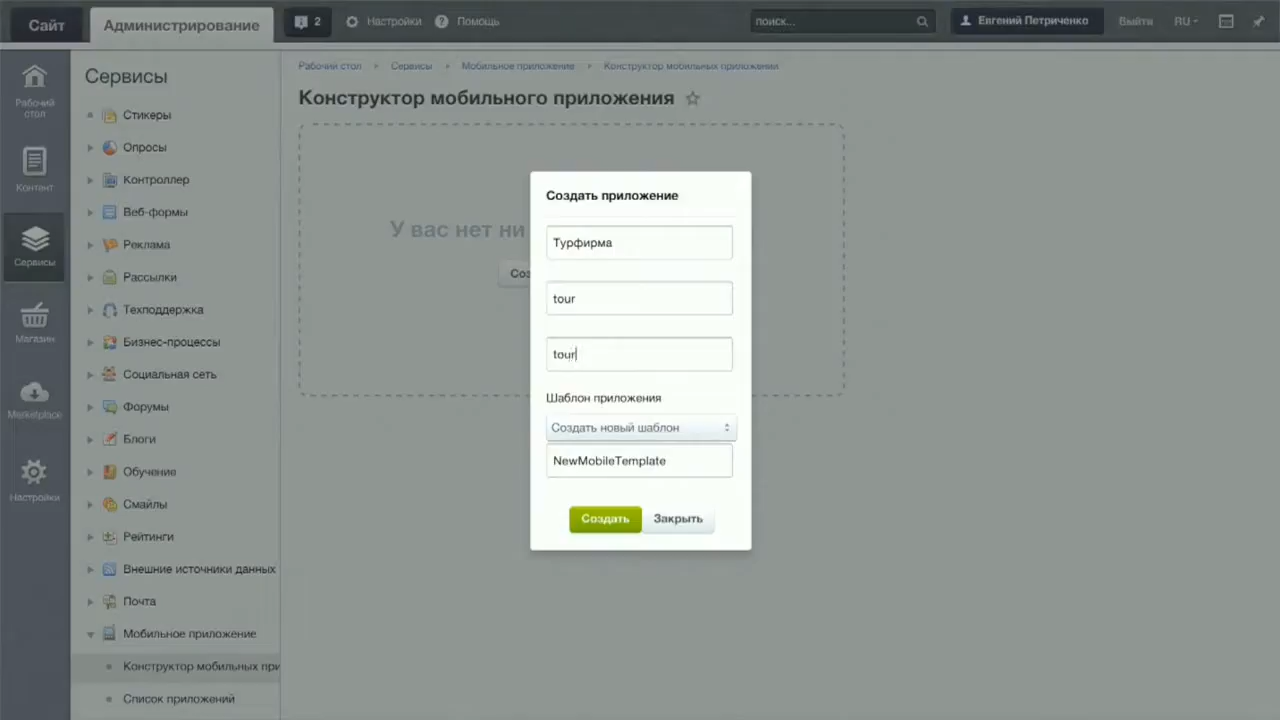 Сайт
Администрирование
2
Настройки
Помощь
поиск...
Евгений Петриченко
Выйти
RU
Рабочий стол
Контент
Сервисы
Магазин
Marketplace
Настройки
Сервисы
Стикеры
Опросы
Контроллер
Веб-формы
Реклама
Рассылки
Техподдержка
Бизнес-процессы
Социальная сеть
Форумы
Блоги
Обучение
Смайлы
Рейтинги
Внешние источники данных
Почта
Мобильное приложение
Конструктор мобильных при
Список приложений
Рабочий стол
Сервисы
Мобильное приложение
Конструктор мобильных приложений
Конструктор мобильного приложения
У вас нет ни
Соз
Создать приложение
Турфирма
tour
tour
Шаблон приложения
Создать новый шаблон
NewMobileTemplate
Создать
Закрыть